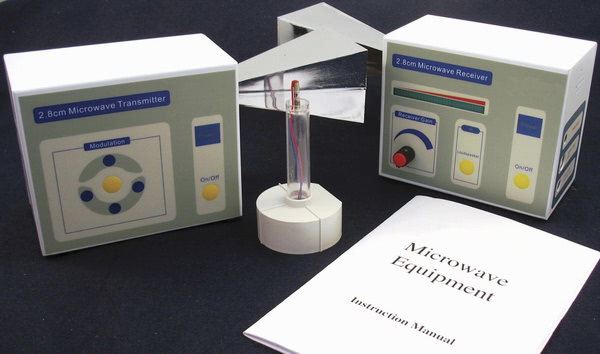 2.8cm Microwave Transmitter
Modulation
On/Off
2.8cm Microwave Receiver
Receiver Gain
Loudspeaker
On/Off
Microwave
Equipment
Instruction Manual